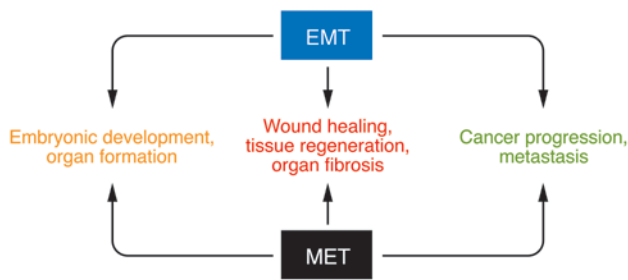 EMT
Embryonic development,
organ formation
Wound healing,
tissue regeneration,
organ fibrosis
Cancer progression,
metastasis
MET